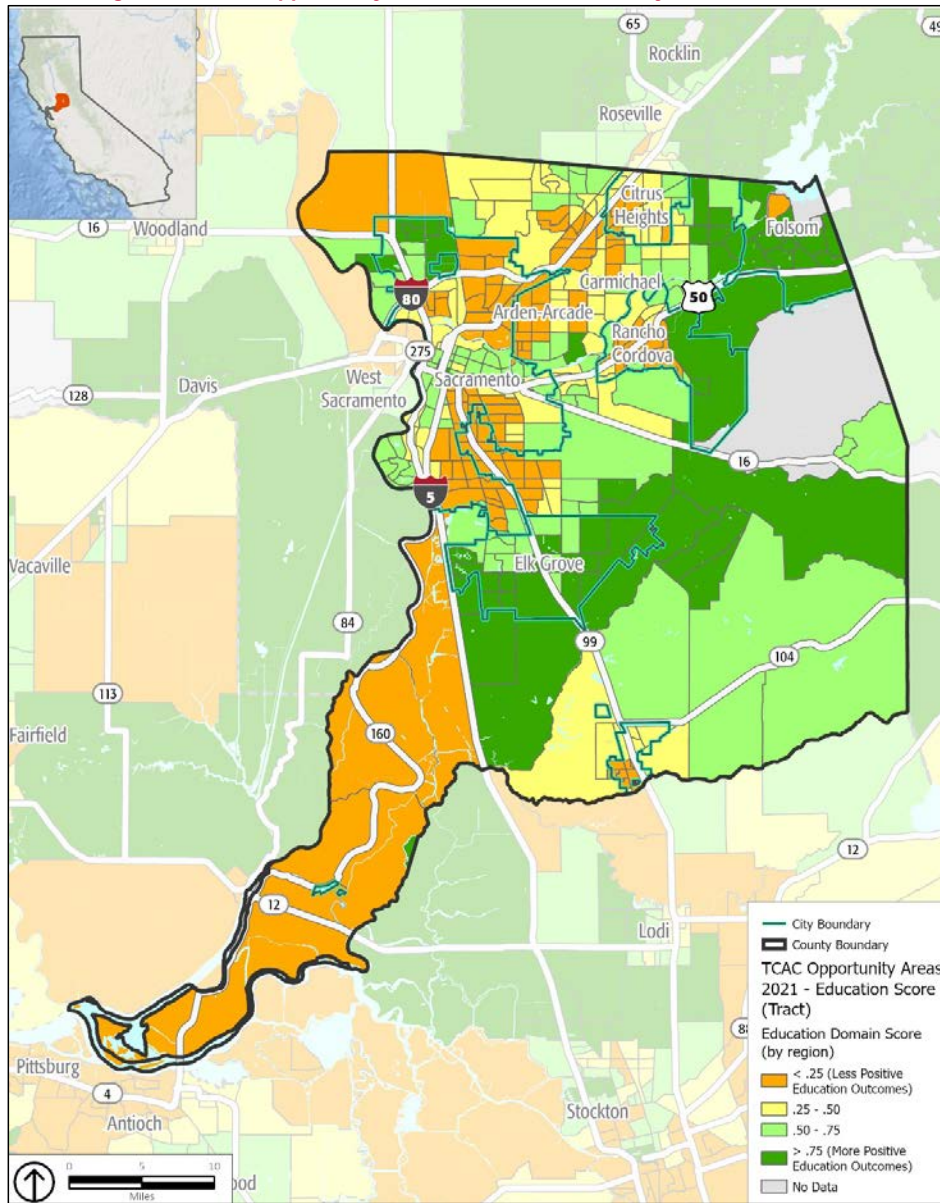 65
Rocklin
49
Roseville
Citrus
Heights
16
Woodland
Folsom
Carmichael
80
50
Arden-Arcade
Rancho
Cordova
275
West
Sacramento
Sacramento
Davis
128
16
5
Elk Grove
Vacaville
84
99
104
113
160
Fairfield
12
12
Lodi
88
Pittsburg
4
Antioch
Stockton
City Boundary
County Boundary
TCAC Opportunity Areas
2021 - Education Score
(Tract)
Education Domain Score
(by region)
< .25 (Less Positive
Education Outcomes)
.25 - .50
.50 - .75
> .75 (More Positive
Education Outcomes)
No Data
0 5 10
Miles